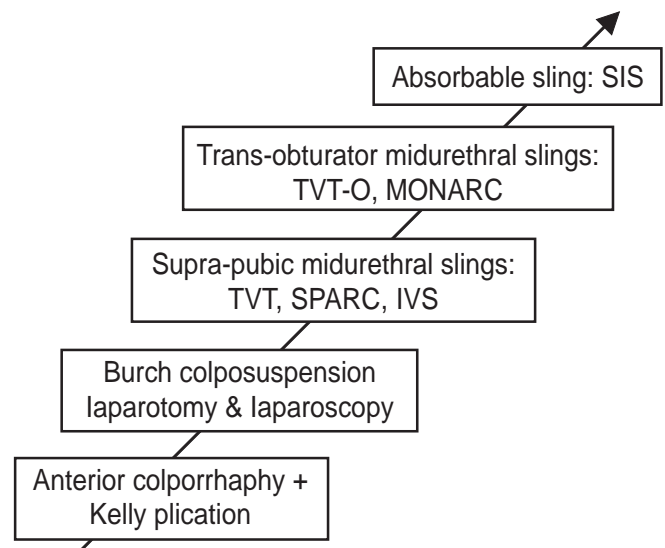 Absorbable sling: SIS
Trans-obturator midurethral slings:
TVT-O, MONARC
Supra-pubic midurethral slings:
TVT, SPARC, IVS
Burch colposuspension
laparotomy & laparoscopy
Anterior colporrhaphy +
Kelly plication